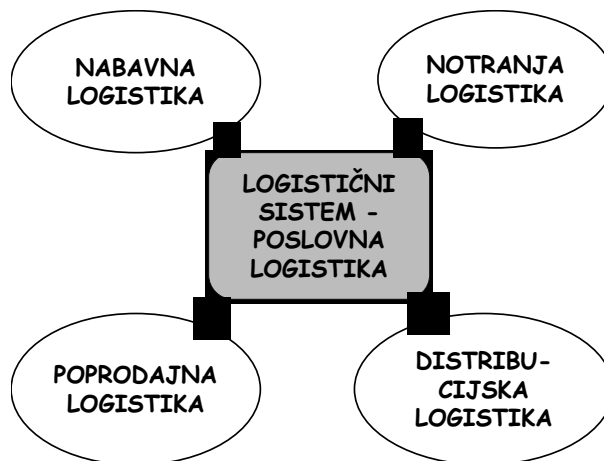 NABAVNA
LOGISTIKA
NOTRANJA
LOGISTIKA
LOGISTIČNI
SISTEM -
POSLOVNA
LOGISTIKA
POPRODAJNA
LOGISTIKA
DISTRIBU-
CIJSKA
LOGISTIKA